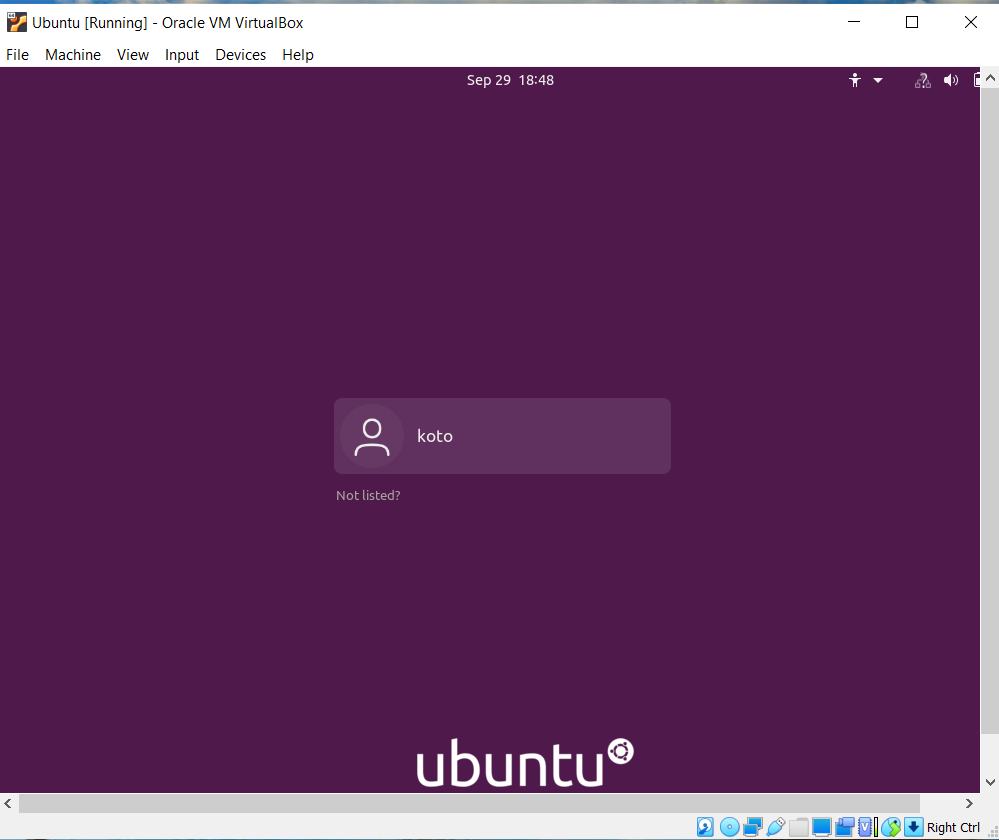 Ubuntu [Running] - Oracle VM VirtualBox
File Machine View Input Devices Help
Sep 29 18:48
koto
Not listed?
ubuntu
Right Ctrl